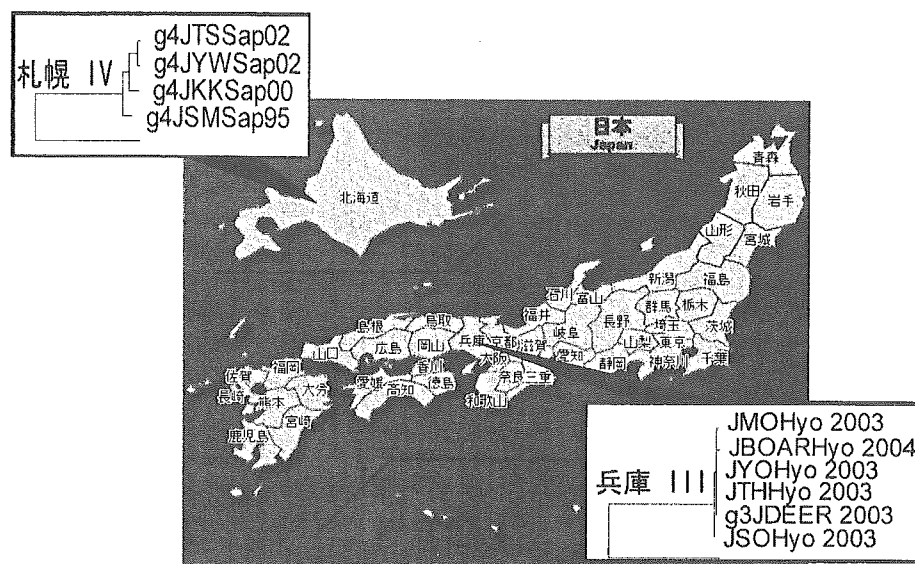 g4JTSSap02
g4JYWSap02
札幌 IV
g4JKKSap00
g4JSMSap95
日本
Japan
青森
北海道
秋田
岩手
山形
宮城
新潟
福島
石川
富山
群馬
栃木
福井
長野
埼玉
茨城
島根
鳥取
兵庫
京都
滋賀
岐阜
山梨
東京
山口
広島
岡山
大阪
愛知
静岡
神奈川
千葉
佐賀
福岡
愛媛
香川
奈良
三重
長崎
熊本
大分
高知
徳島
和歌山
宮崎
鹿児島
JMOHyo 2003
JBOARHyo 2004
JYOHyo 2003
兵庫 III
JTHHyo 2003
g3JDEER 2003
JSOHyo 2003